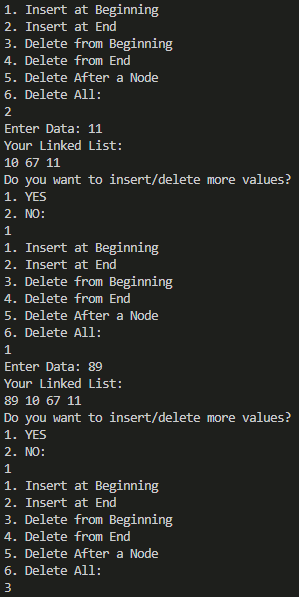 1. Insert at Beginning
2. Insert at End
3. Delete from Beginning
4. Delete from End
5. Delete After a Node
6. Delete All:
2
Enter Data: 11
Your Linked List:
10 67 11
Do you want to insert/delete more values?
1. YES
2. NO:
1
1. Insert at Beginning
2. Insert at End
3. Delete from Beginning
4. Delete from End
5. Delete After a Node
6. Delete All:
1
Enter Data: 89
Your Linked List:
89 10 67 11
Do you want to insert/delete more values?
1. YES
2. NO:
1
1. Insert at Beginning
2. Insert at End
3. Delete from Beginning
4. Delete from End
5. Delete After a Node
6. Delete All:
3